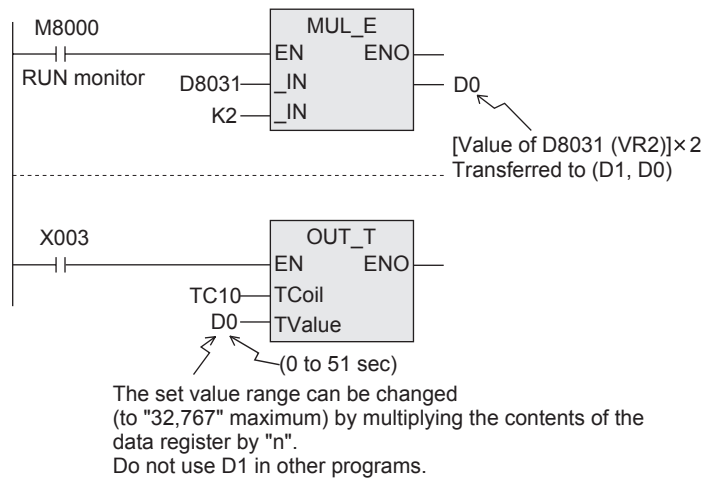 M8000
MUL_E
EN ENO
RUN monitor
D8031 _IN D0
K2 _IN
[Value of D8031 (VR2)]×2
Transferred to (D1, D0)
X003
OUT_T
EN ENO
TC10 TCoil
D0 TValue
(0 to 51 sec)
The set value range can be changed
(to "32,767" maximum) by multiplying the contents of the
data register by "n".
Do not use D1 in other programs.